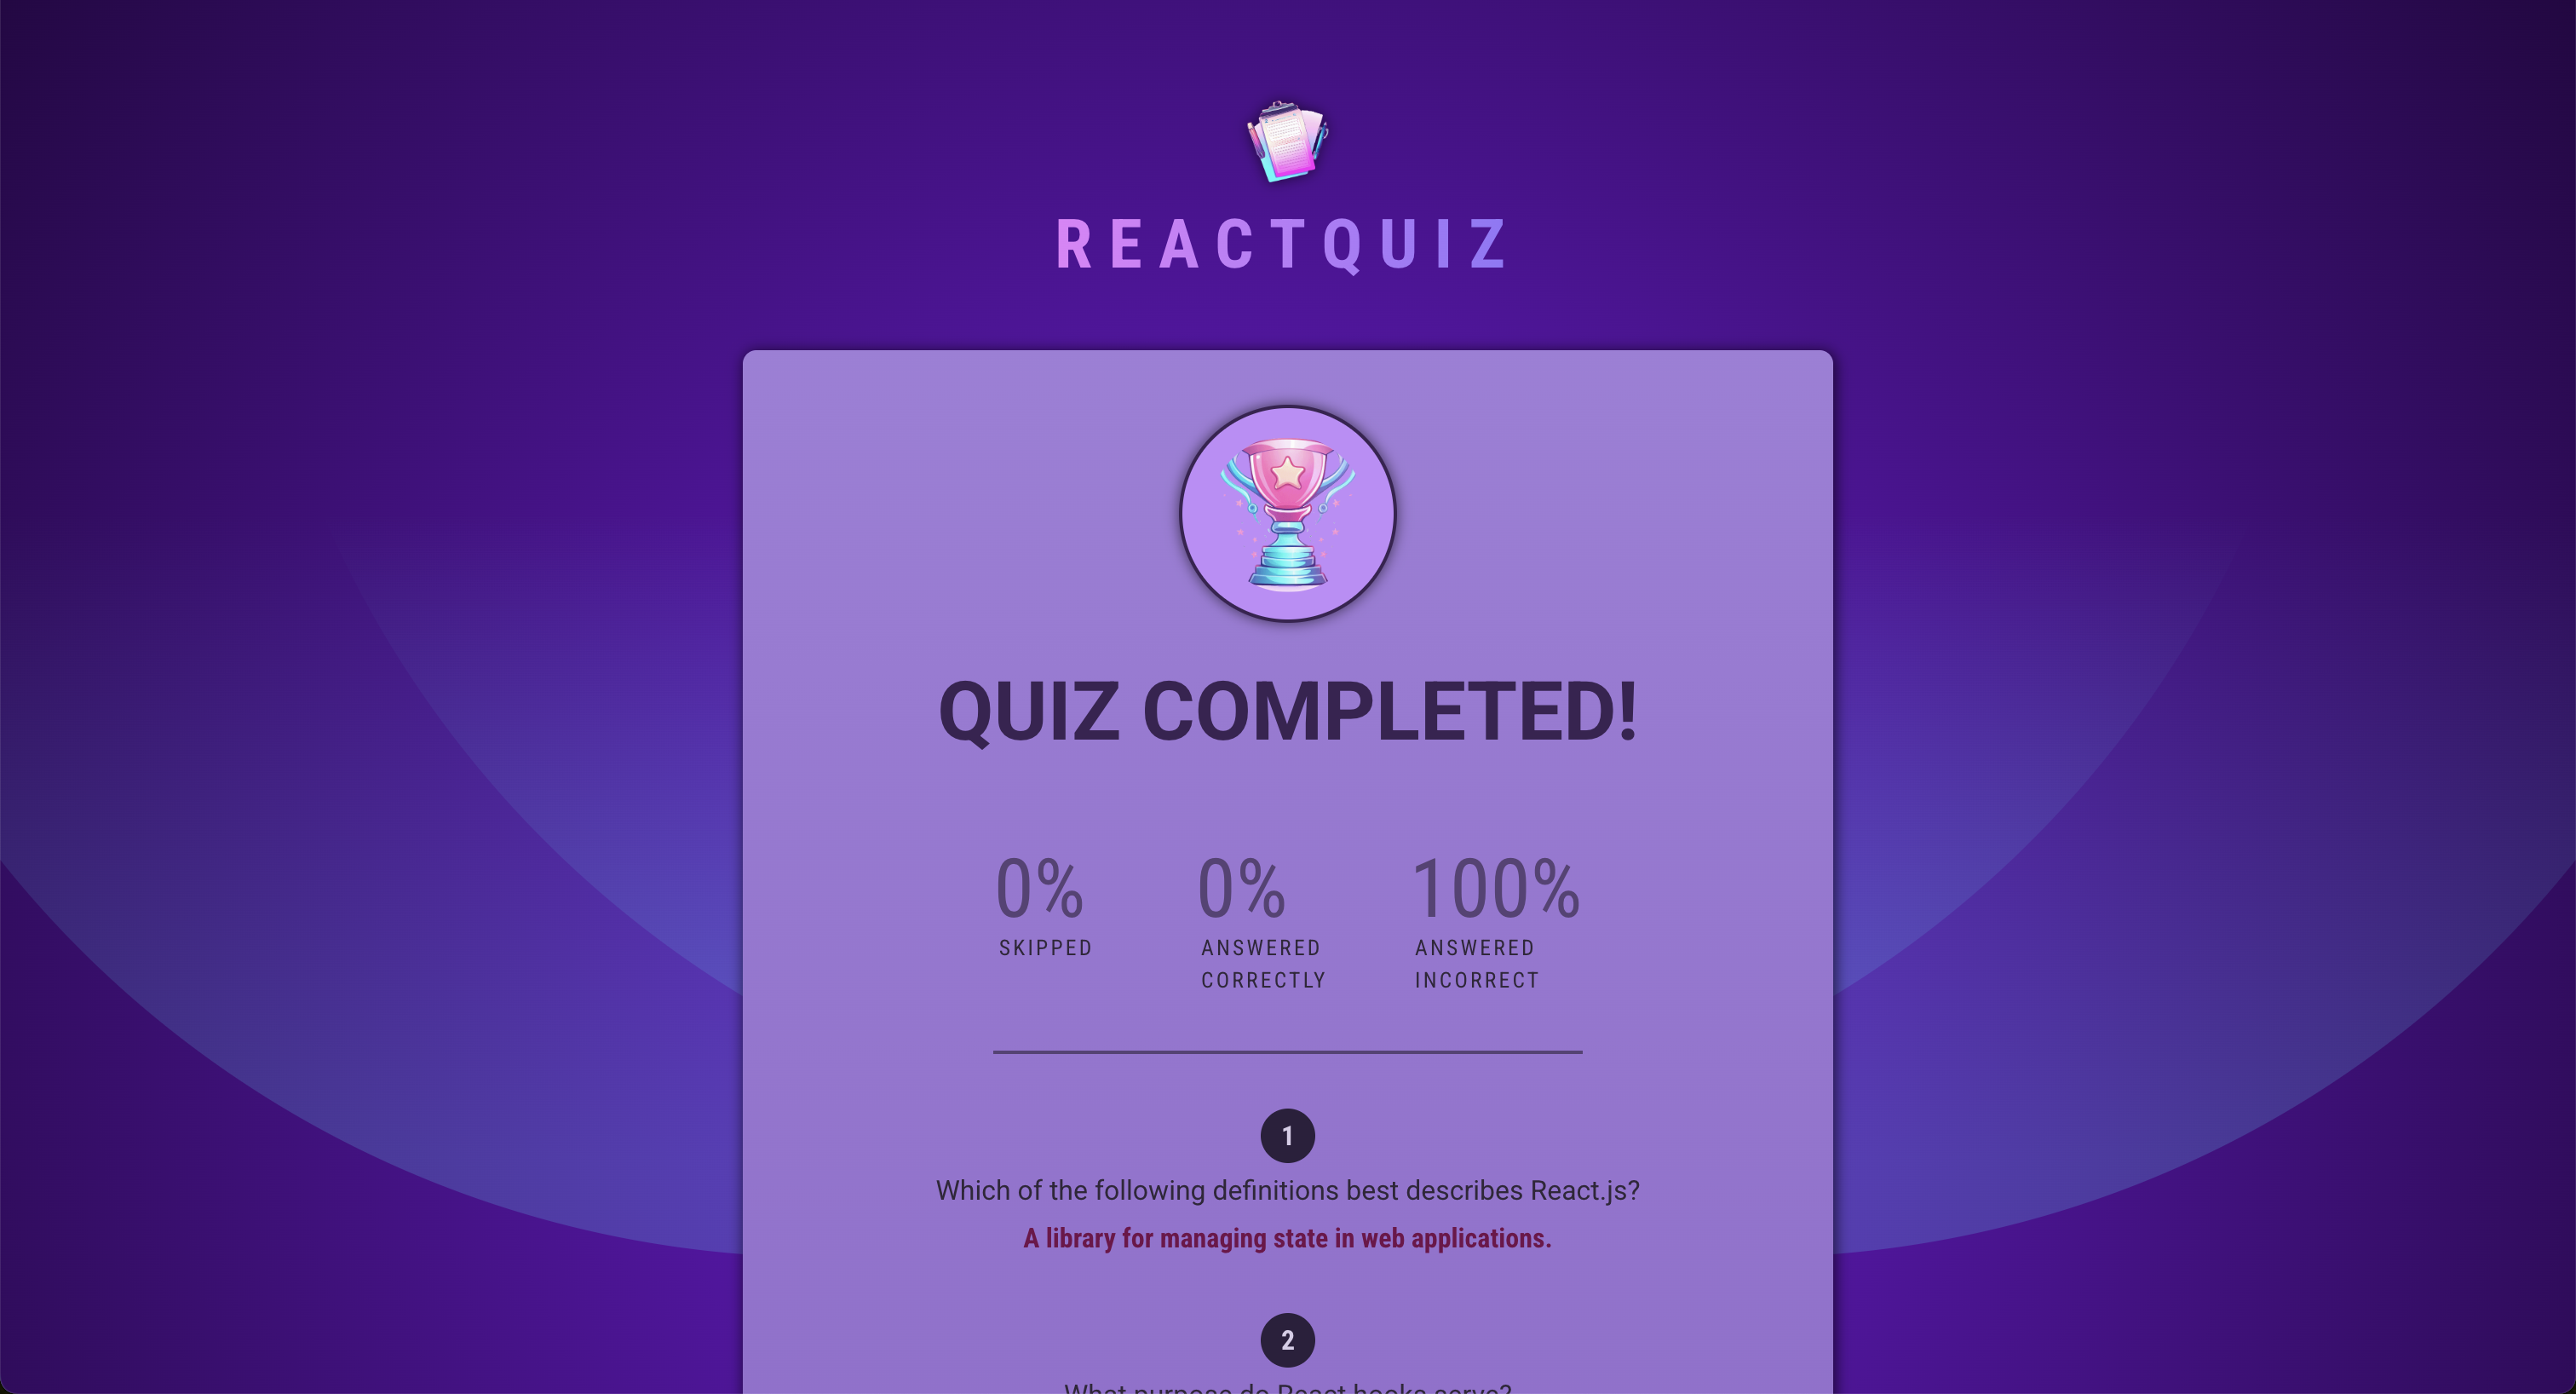 REACTQUIZ
QUIZ COMPLETED!
0% 0% 100%
SKIPPED ANSWERED ANSWERED
CORRECTLY INCORRECT
1
Which of the following definitions best describes React.js?
A library for managing state in web applications.
2
What purpose do React hooks serve?